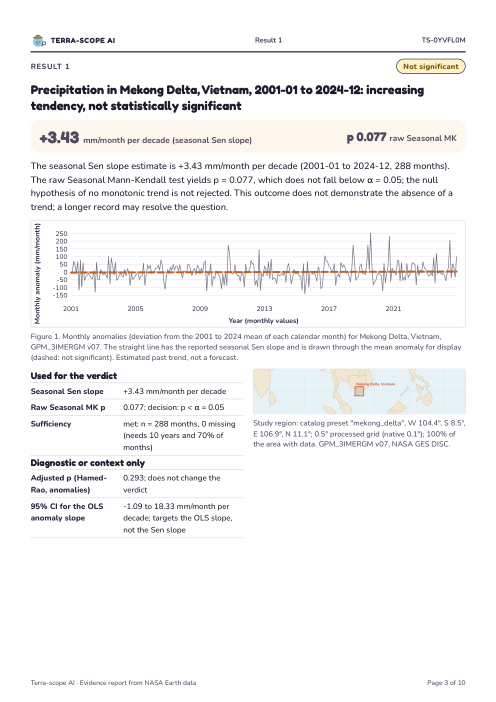 TERRA-SCOPE AI
Result 1
TS-0YVFL0M
RESULT 1
Not significant
Precipitation in Mekong Delta, Vietnam, 2001-01 to 2024-12: increasing
tendency, not statistically significant
+3.43 mm/month per decade (seasonal Sen slope)
p 0.077 raw Seasonal MK
The seasonal Sen slope estimate is +3.43 mm/month per decade (2001-01 to 2024-12, 288 months).
The raw Seasonal Mann-Kendall test yields p = 0.077, which does not fall below α = 0.05; the null
hypothesis of no monotonic trend is not rejected. This outcome does not demonstrate the absence of a
trend; a longer record may resolve the question.
Monthly anomaly (mm/month)
250
200
150
100
50
0
-50
-100
-150
2001
2005
2009
2013
2017
2021
Year (monthly values)
Figure 1. Monthly anomalies (deviation from the 2001 to 2024 mean of each calendar month) for Mekong Delta, Vietnam,
GPM_3IMERGM v07. The straight line has the reported seasonal Sen slope and is drawn through the mean anomaly for display
(dashed: not significant). Estimated past trend, not a forecast.
Used for the verdict
Seasonal Sen slope
+3.43 mm/month per decade
Raw Seasonal MK p
0.077; decision: p < α = 0.05
Sufficiency
met: n = 288 months, 0 missing
(needs 10 years and 70% of
months)
Diagnostic or context only
Adjusted p (Hamed-
Rao, anomalies)
0.293; does not change the
verdict
95% CI for the OLS
anomaly slope
-1.09 to 18.33 mm/month per
decade; targets the OLS slope,
not the Sen slope
Mekong Delta, Vietnam
Study region: catalog preset "mekong_delta", W 104.4°, S 8.5°,
E 106.9°, N 11.1°; 0.5° processed grid (native 0.1°); 100% of
the area with data. GPM_3IMERGM v07, NASA GES DISC.
Terra-scope AI · Evidence report from NASA Earth data
Page 3 of 10